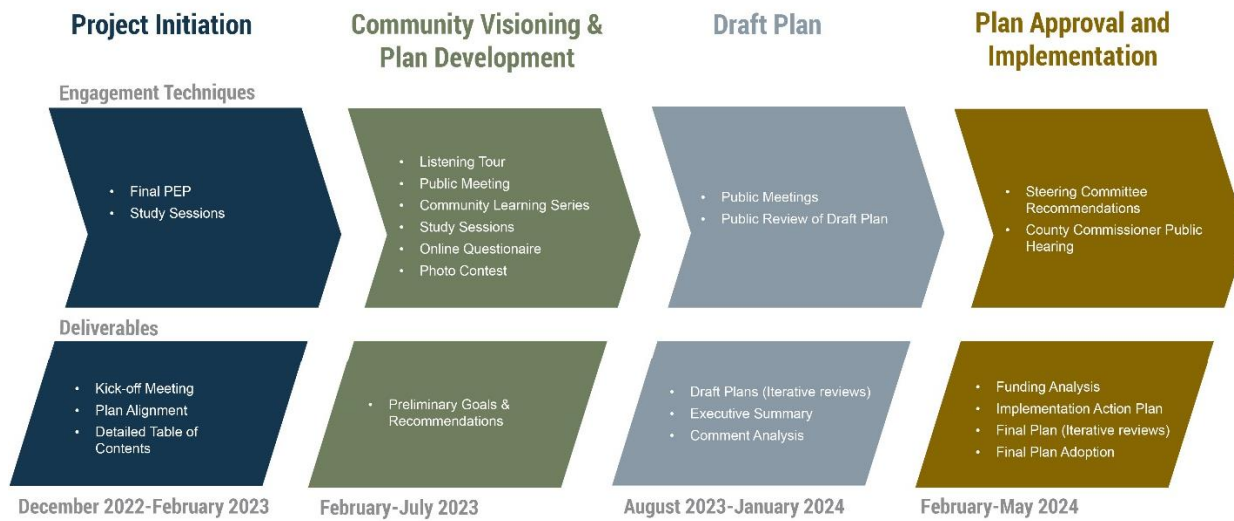 Project Initiation
Community Visioning &
Plan Development
Draft Plan
Plan Approval and
Implementation
Engagement Techniques
• Final PEP
• Study Sessions
• Listening Tour
• Public Meeting
• Community Learning Series
• Study Sessions
• Online Questionaire
• Photo Contest
• Public Meetings
• Public Review of Draft Plan
• Steering Committee
Recommendations
• County Commissioner Public
Hearing
Deliverables
• Kick-off Meeting
• Plan Alignment
• Detailed Table of
Contents
• Preliminary Goals &
Recommendations
• Draft Plans (Iterative reviews)
• Executive Summary
• Comment Analysis
• Funding Analysis
• Implementation Action Plan
• Final Plan (Iterative reviews)
• Final Plan Adoption
December 2022-February 2023
February-July 2023
August 2023-January 2024
February-May 2024